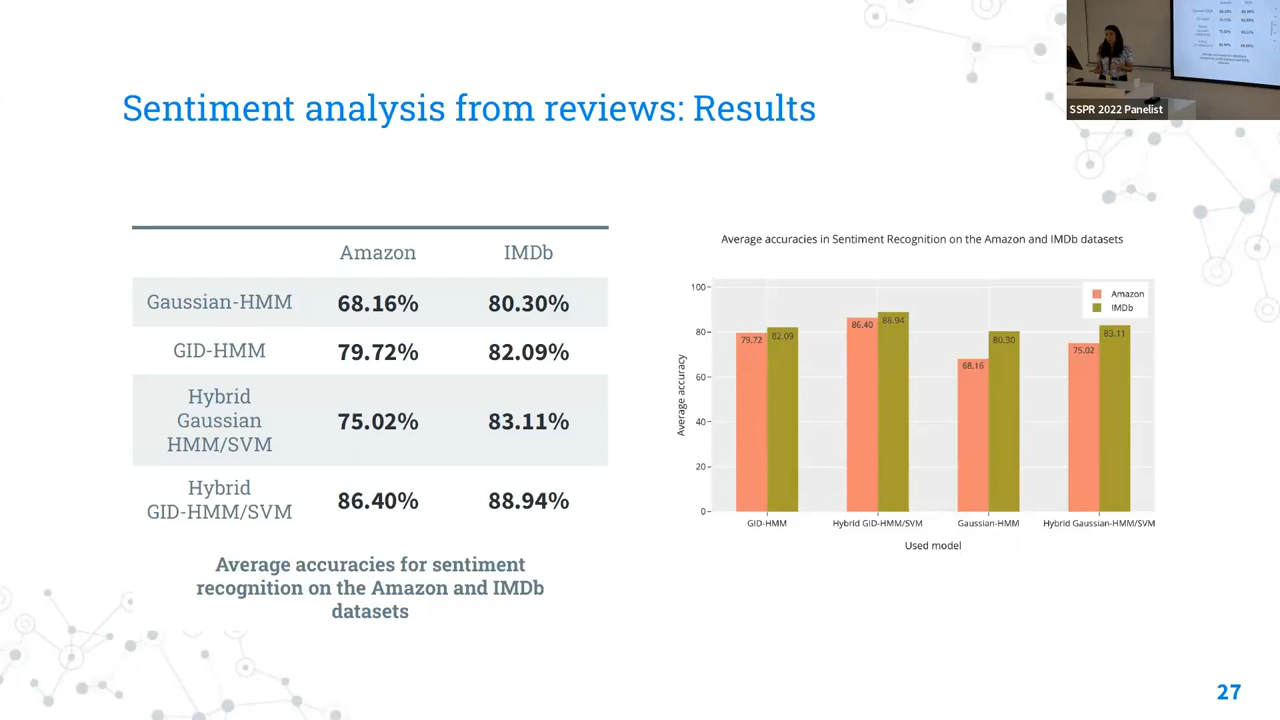 Sentiment analysis from reviews: Results
SSPR 2022 Panelist
Amazon IMDb
Gaussian-HMM 68.16% 80.30%
GID-HMM 79.72% 82.09%
Hybrid
Gaussian
HMM/SVM
75.02% 83.11%
Hybrid
GID-HMM/SVM
86.40% 88.94%
Average accuracies for sentiment
recognition on the Amazon and IMDb
datasets
Average accuracies in Sentiment Recognition on the Amazon and IMDb datasets
Amazon
IMDb
100
80
60
40
20
0
Average accuracy
79.72 82.09
86.40 88.94
68.16 80.30
75.02 83.11
GID-HMM Hybrid GID-HMM/SVM Gaussian-HMM Hybrid Gaussian-HMM/SVM
Used model
27